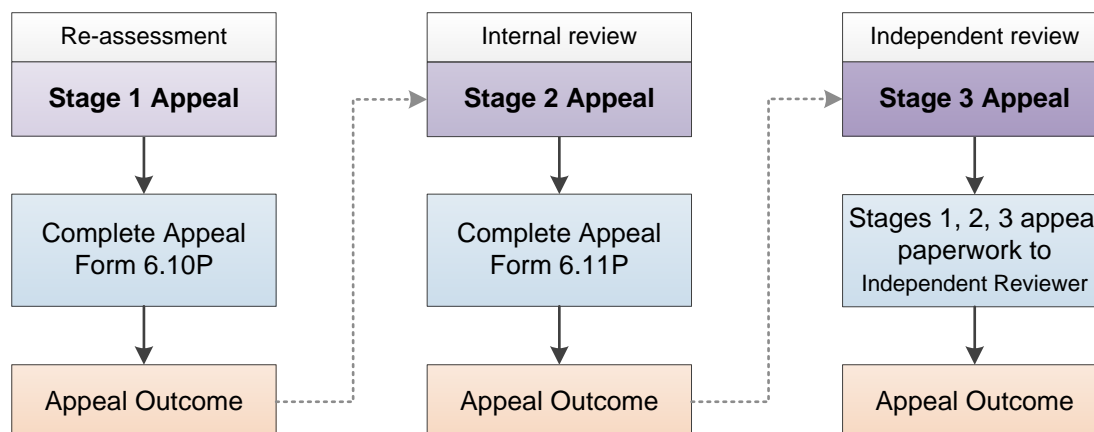 Re-assessment
Stage 1 Appeal
Complete Appeal
Form 6.10P
Appeal Outcome
Internal review
Stage 2 Appeal
Complete Appeal
Form 6.11P
Appeal Outcome
Independent review
Stage 3 Appeal
Stages 1, 2, 3 appeal
paperwork to
Independent Reviewer
Appeal Outcome